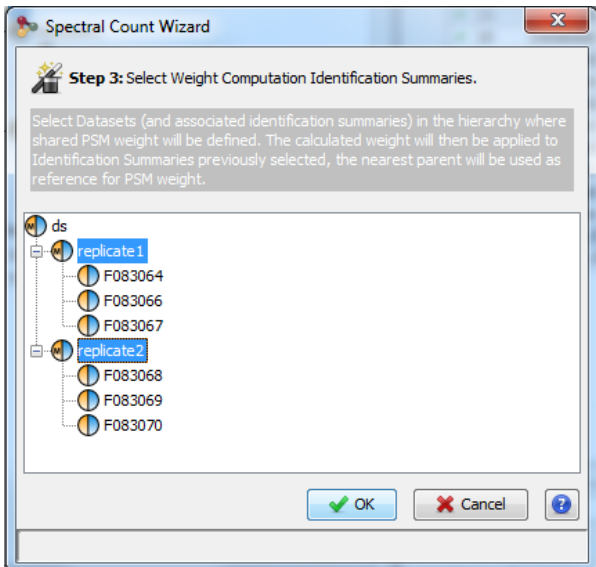 Spectral Count Wizard
Step 3: Select Weight Computation Identification Summaries.
Select Datasets (and associated identification summaries) in the hierarchy where
shared PSM weight will be defined. The calculated weight will then be applied to
Identification Summaries previously selected, the nearest parent will be used as
reference for PSM weight.
ds
replicate1
F083064
F083066
F083067
replicate2
F083068
F083069
F083070
OK Cancel ?